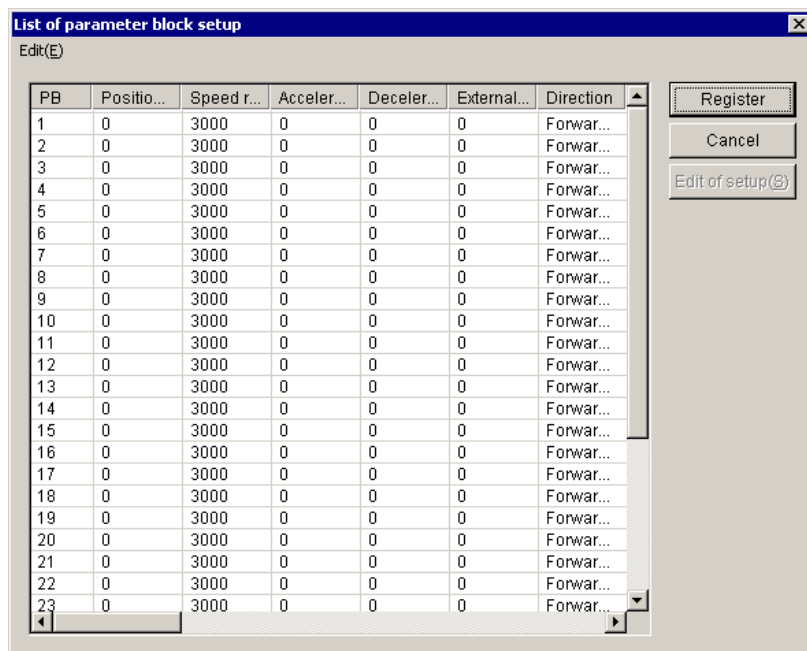 List of parameter block setup
Edit(E)
PB Positio... Speed r... Acceler... Deceler... External... Direction
1 0 3000 0 0 0 Forwar...
2 0 3000 0 0 0 Forwar...
3 0 3000 0 0 0 Forwar...
4 0 3000 0 0 0 Forwar...
5 0 3000 0 0 0 Forwar...
6 0 3000 0 0 0 Forwar...
7 0 3000 0 0 0 Forwar...
8 0 3000 0 0 0 Forwar...
9 0 3000 0 0 0 Forwar...
10 0 3000 0 0 0 Forwar...
11 0 3000 0 0 0 Forwar...
12 0 3000 0 0 0 Forwar...
13 0 3000 0 0 0 Forwar...
14 0 3000 0 0 0 Forwar...
15 0 3000 0 0 0 Forwar...
16 0 3000 0 0 0 Forwar...
17 0 3000 0 0 0 Forwar...
18 0 3000 0 0 0 Forwar...
19 0 3000 0 0 0 Forwar...
20 0 3000 0 0 0 Forwar...
21 0 3000 0 0 0 Forwar...
22 0 3000 0 0 0 Forwar...
23 0 3000 0 0 0 Forwar...
Register
Cancel
Edit of setup(S)